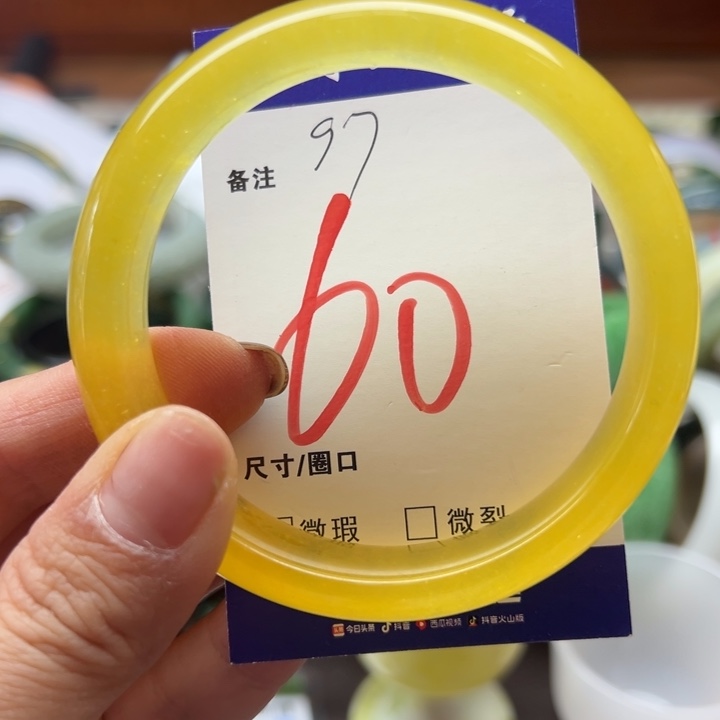 97
备注
60
尺寸/圈口
微瑕 □ 微裂
今日头条 抖音 西瓜视频 抖音火山版